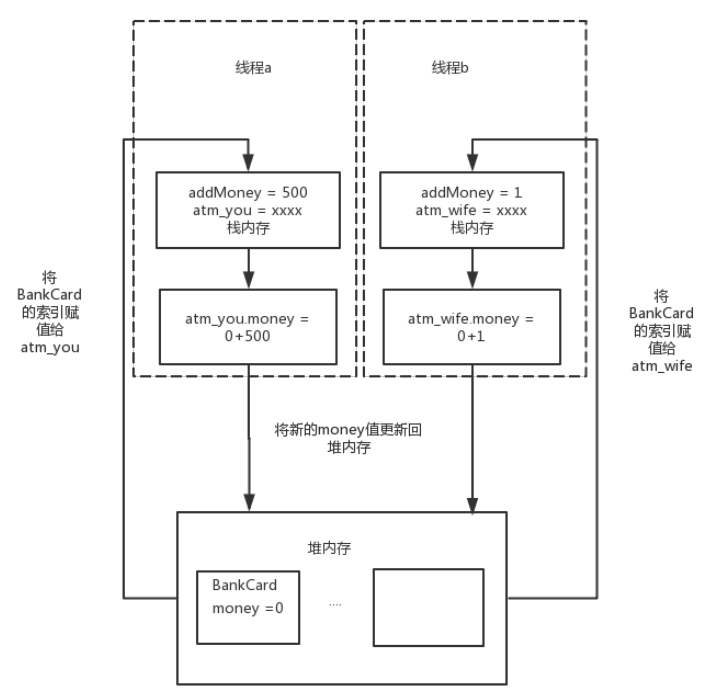 线程a
线程b
addMoney = 500
atm_you = xxxx
栈内存
addMoney = 1
atm_wife = xxxx
栈内存
将
BankCard
的索引赋
值给
atm_you
atm_you.money =
0+500
atm_wife.money =
0+1
将
BankCard
的索引赋
值给
atm_wife
将新的money值更新回
堆内存
堆内存
BankCard
money =0
....